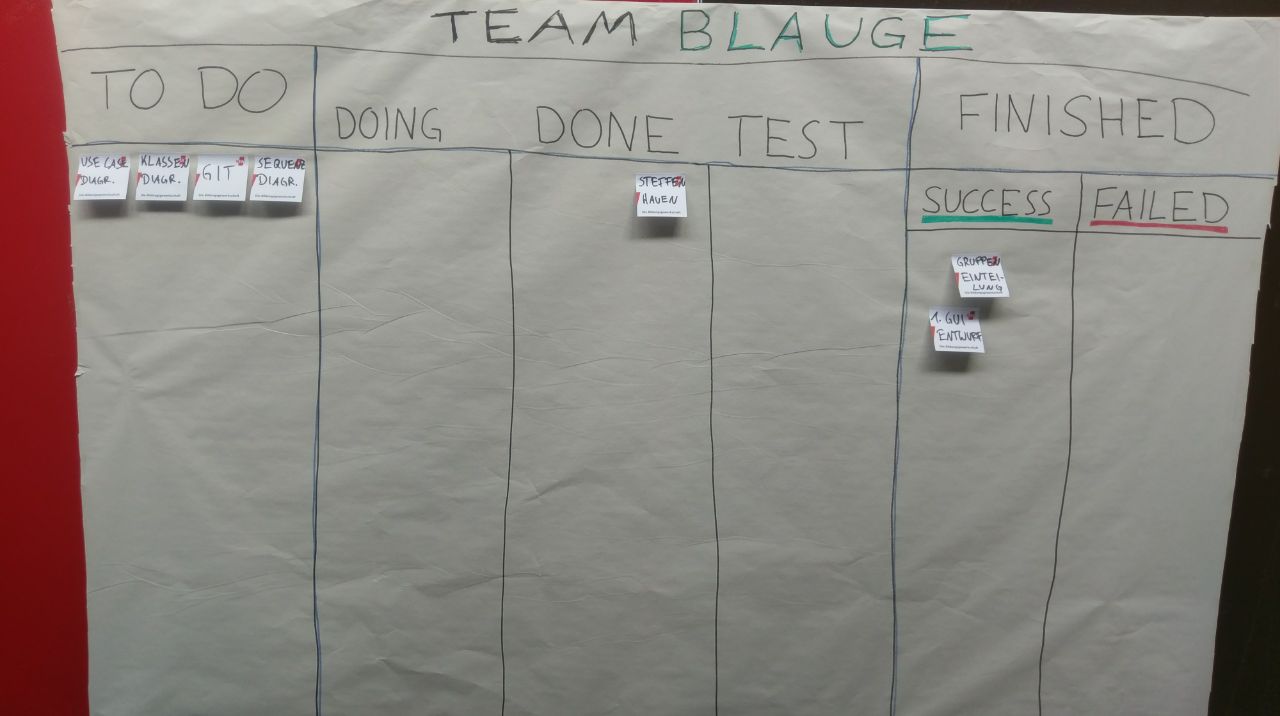 TEAM BLAUGE
TO DO
DOING
DONE
TEST
FINISHED
SUCCESS
FAILED
USE CASE
DIAGR.
KLASSEN
DIAGR.
GIT
SEQUENZ
DIAGR.
STEFFEN
HAUEN
GRUPPEN
EINTEI-
LUNG
1. GUI
ENTWURF